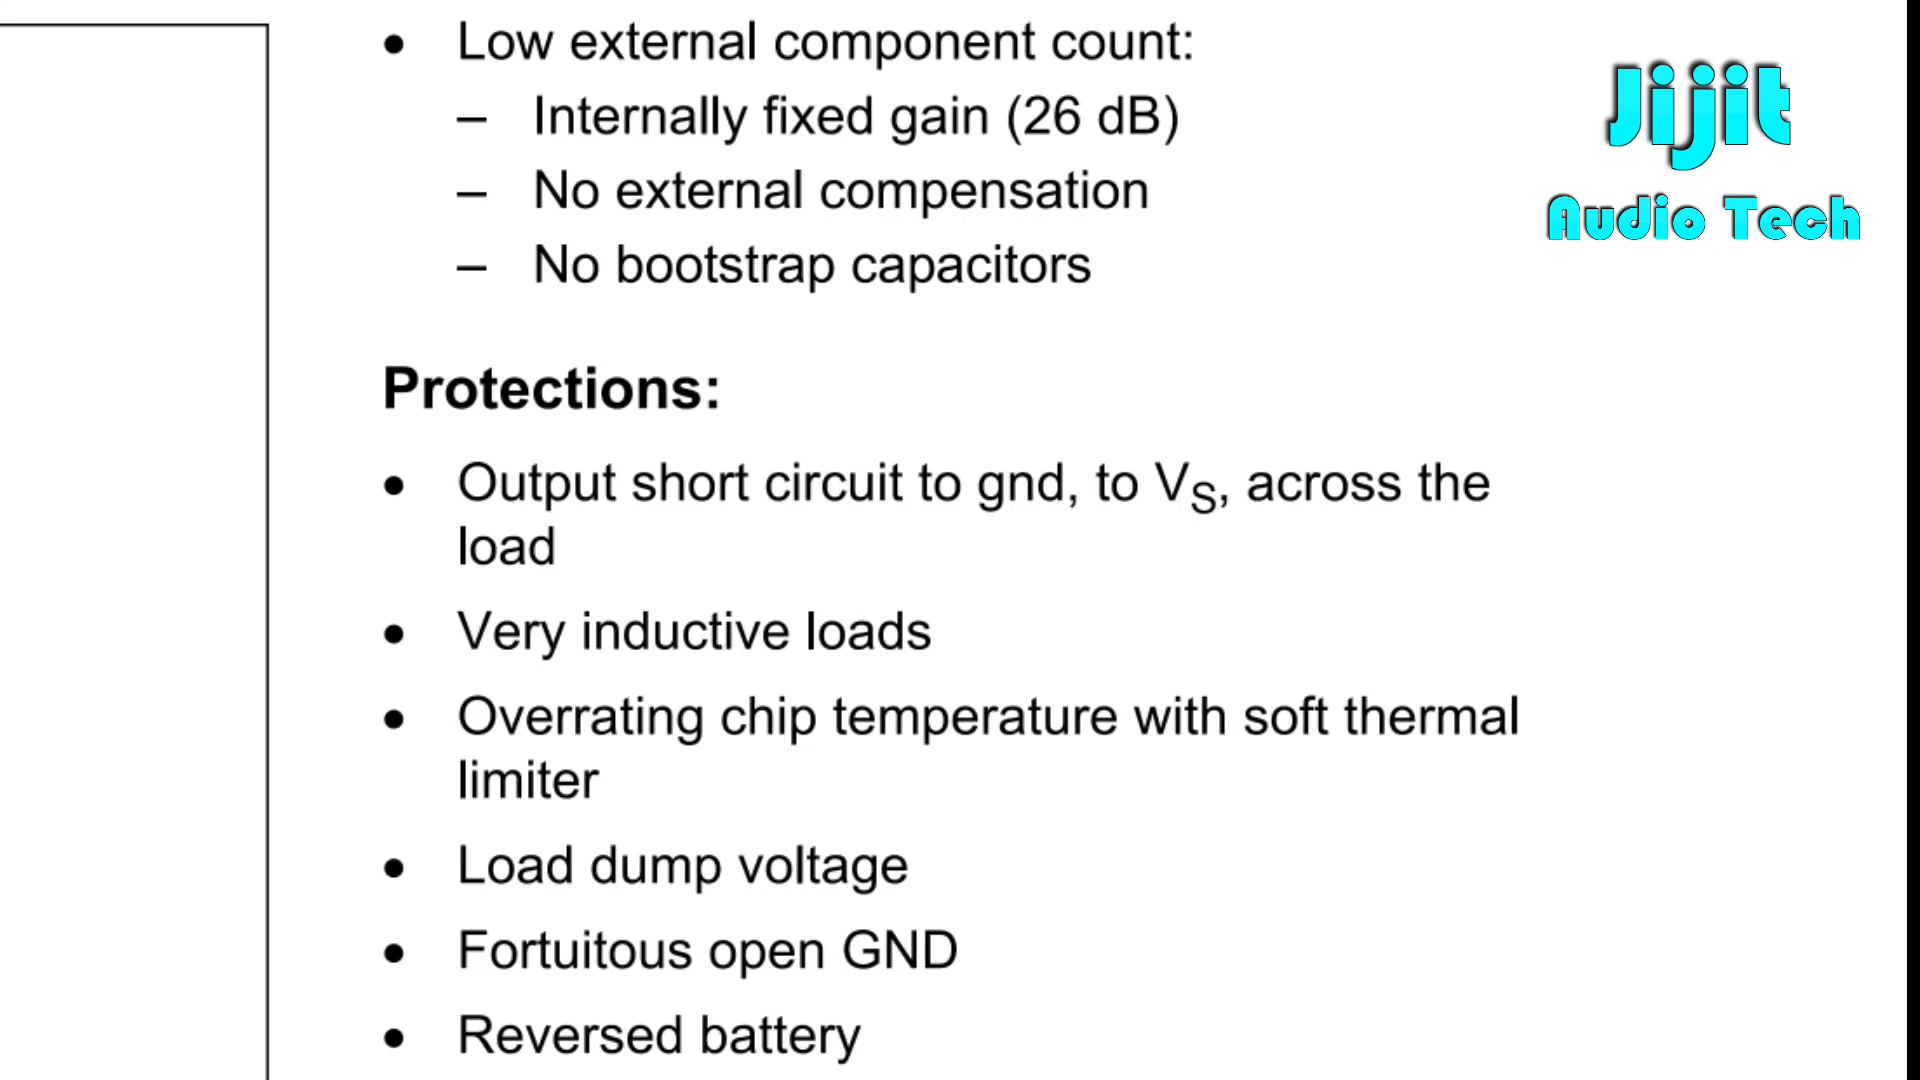 • Low external component count:
– Internally fixed gain (26 dB)
– No external compensation
– No bootstrap capacitors
Jijit
Audio Tech
Protections:
• Output short circuit to gnd, to VS, across the
load
• Very inductive loads
• Overrating chip temperature with soft thermal
limiter
• Load dump voltage
• Fortuitous open GND
• Reversed battery